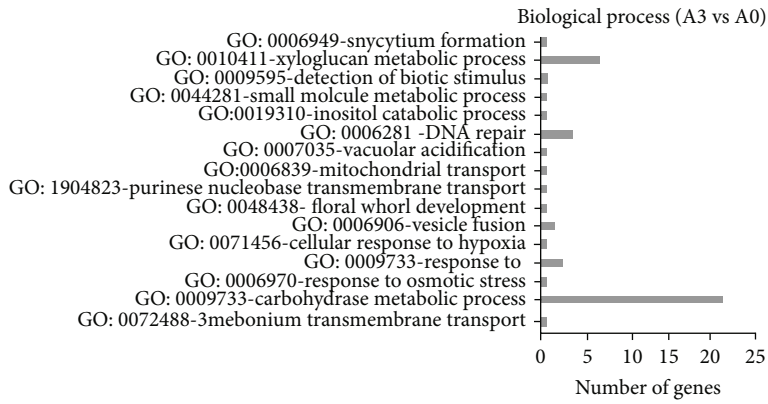 Biological process (A3 vs A0)
GO: 0006949-snycytium formation
GO: 0010411-xyloglucan metabolic process
GO: 0009595-detection of biotic stimulus
GO: 0044281-small molcule metabolic process
GO:0019310-inositol catabolic process
GO: 0006281 -DNA repair
GO: 0007035-vacuolar acidification
GO:0006839-mitochondrial transport
GO: 1904823-purinese nucleobase transmembrane transport
GO: 0048438- floral whorl development
GO: 0006906-vesicle fusion
GO: 0071456-cellular response to hypoxia
GO: 0009733-response to
GO: 0006970-response to osmotic stress
GO: 0009733-carbohydrase metabolic process
GO: 0072488-3mebonium transmembrane transport
0 5 10 15 20 25
Number of genes